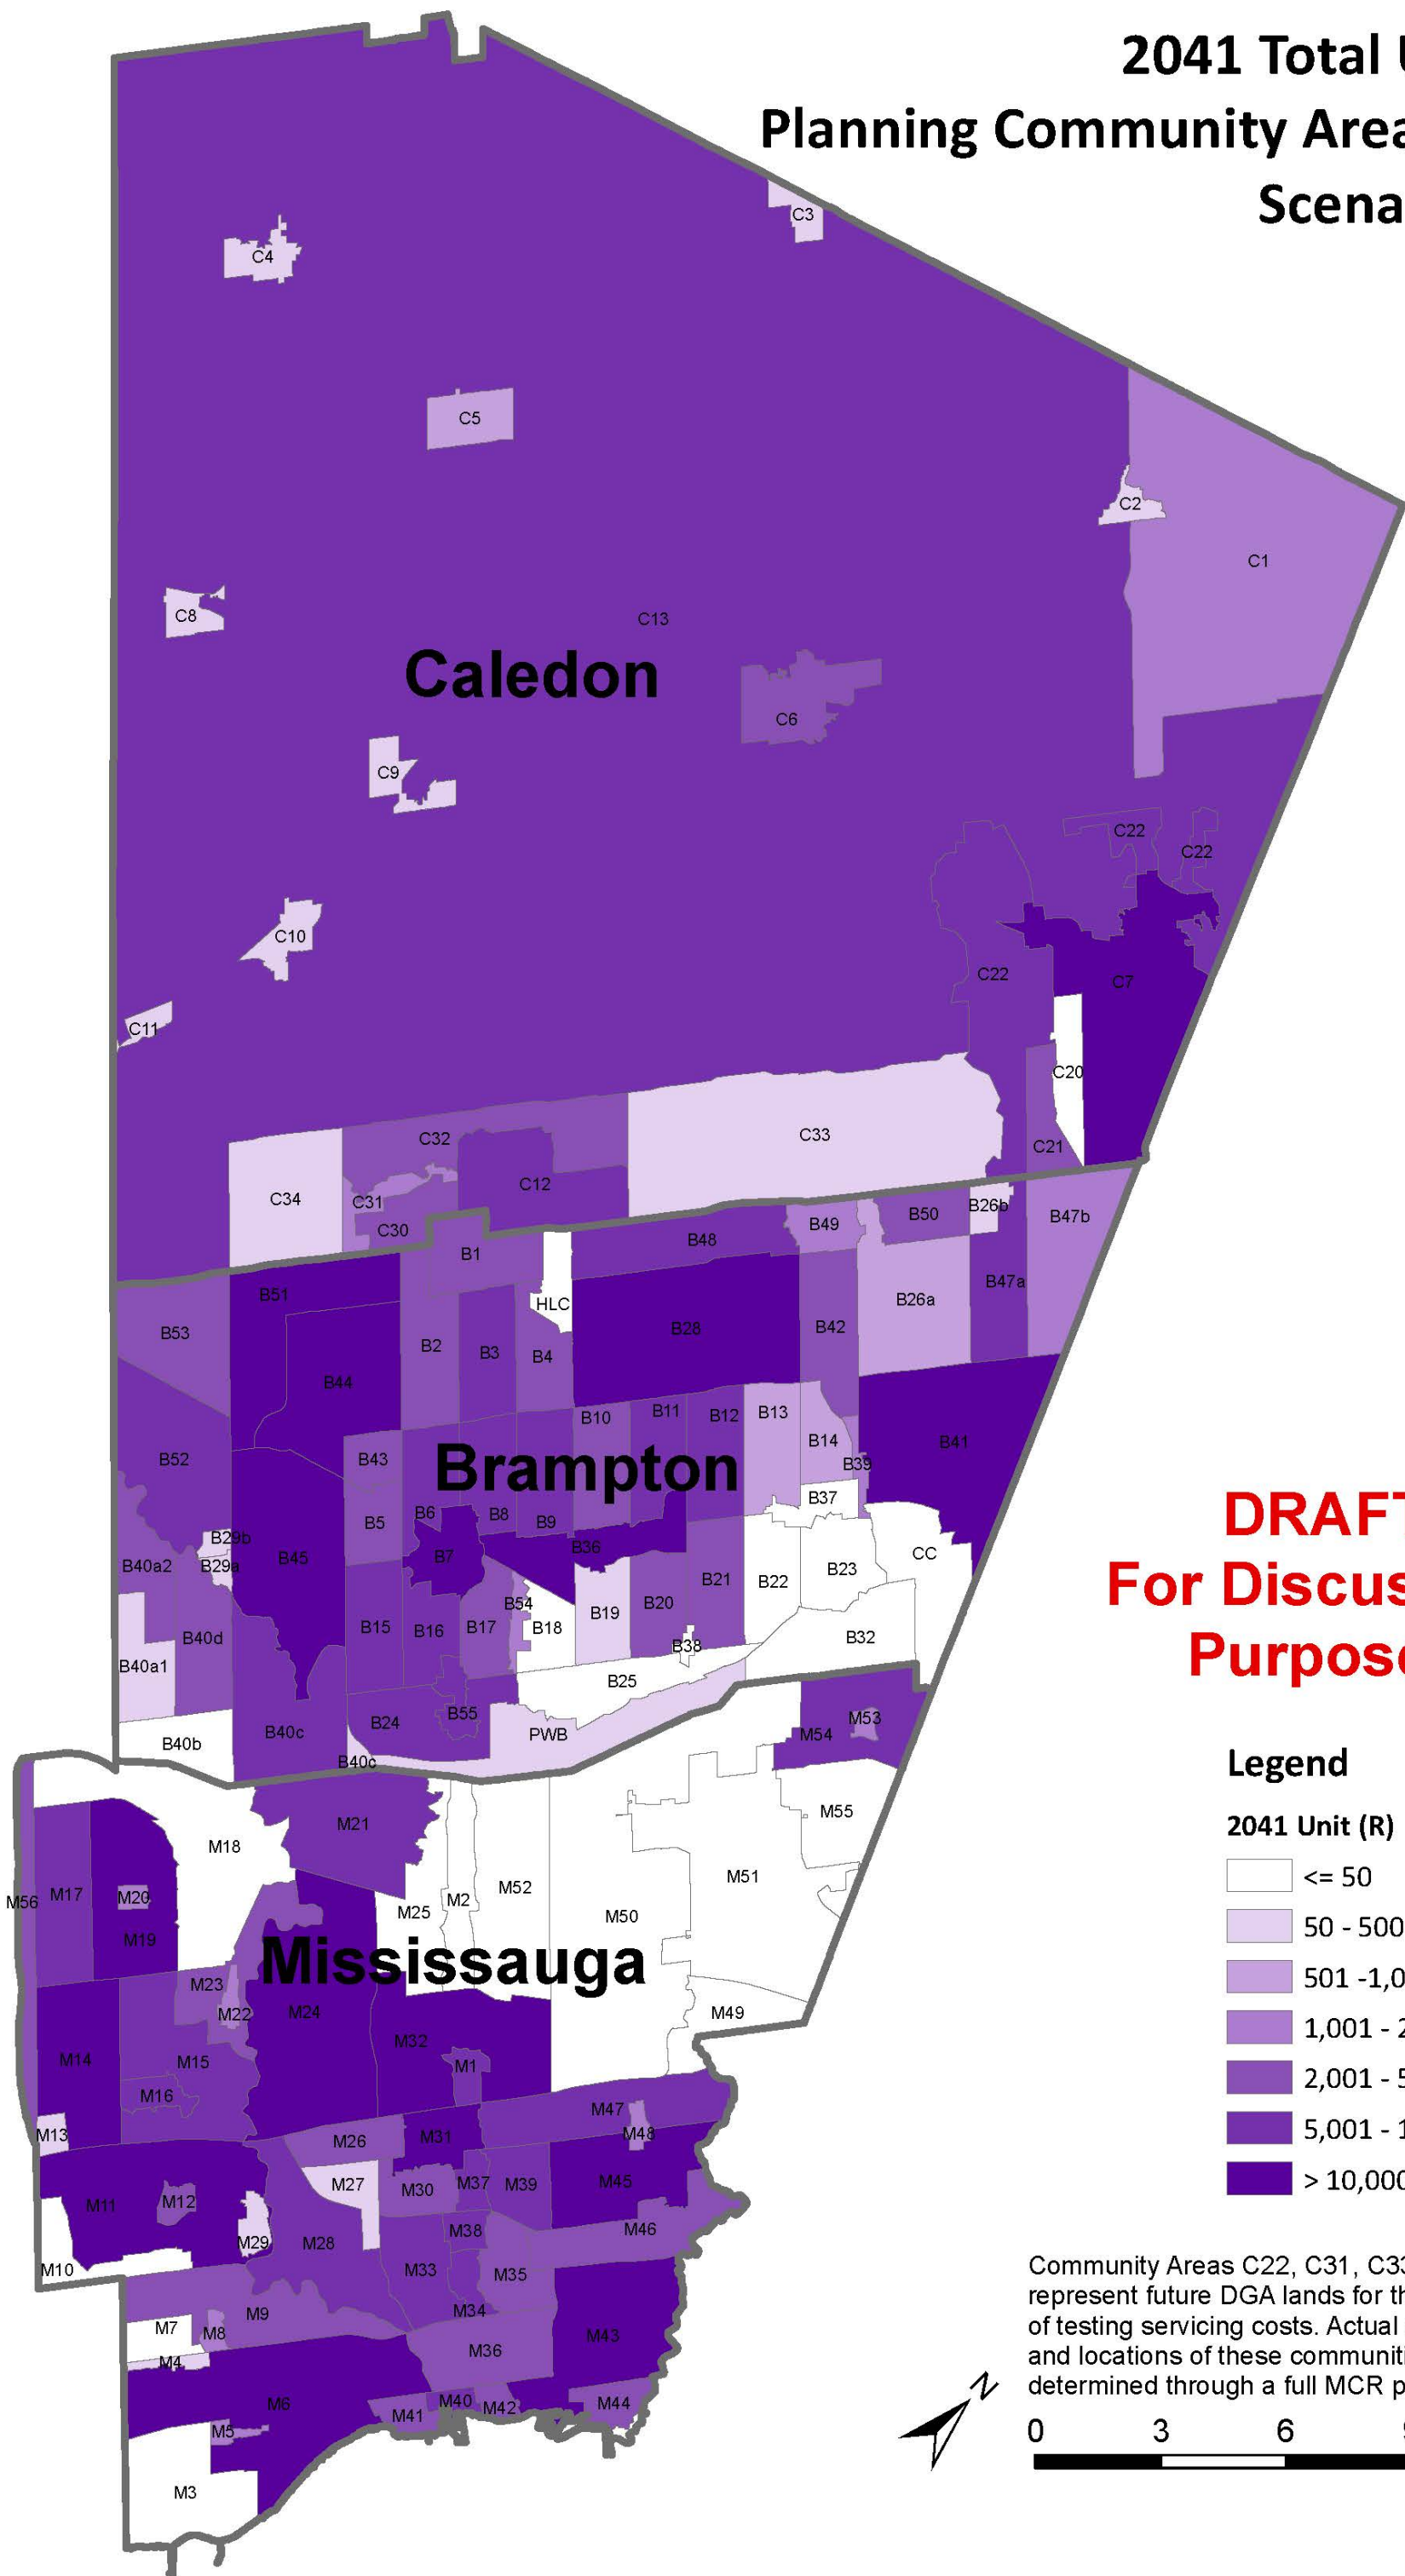 2041 Total U
Planning Community Area
Scena
C3
C4
C5
C2
C1
C8
C13
Caledon
C6
C9
C22
C22
C10
C22
C7
C11
C20
C32
C33
C21
C34
C31
C12
C30
B26b
B50
B47b
B49
B1
B48
B51
HLC
B47a
B26a
B53
B28
B42
B2
B3
B4
B44
B10
B11
B12
B13
B14
B41
B52
B43
Brampton
B39
B37
B6
B8
B9
B5
B29b
B36
B40a2
B29a
B45
B7
CC
B23
B22
B21
B54
B20
B19
B15
B16
B17
B18
B40d
B32
B38
B40a1
B25
B55
B24
B40b
B40c
PWB
B40c
M53
M54
M55
M21
M18
M51
M56
M17
M20
M2
M52
M25
M50
M19
Mississauga
M23
M22
M24
M49
M14
M15
M32
M1
M16
M13
M47
M48
M26
M31
M27
M30
M37
M39
M45
M11
M12
M38
M46
M29
M28
M10
M33
M35
M34
M9
M7
M8
M43
M36
M4
M6
M40
M42
M44
M41
M5
M3
DRAFT
For Discus
Purpose
Legend
2041 Unit (R)
<= 50
50 - 500
501 -1,0
1,001 - 2
2,001 - 5
5,001 - 1
> 10,000
Community Areas C22, C31, C33
represent future DGA lands for th
of testing servicing costs. Actual
and locations of these communiti
determined through a full MCR p
N
0 3 6